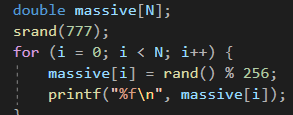 double massive[N];
srand(777);
for (i = 0; i < N; i++) {
massive[i] = rand() % 256;
printf("%f\n", massive[i]);
}